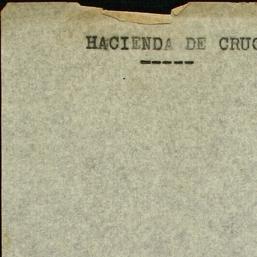 HACIENDA DE CRUC
-----